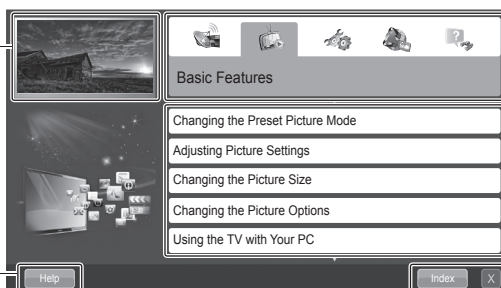 Basic Features
Changing the Preset Picture Mode
Adjusting Picture Settings
Changing the Picture Size
Changing the Picture Options
Using the TV with Your PC
Help
Index X